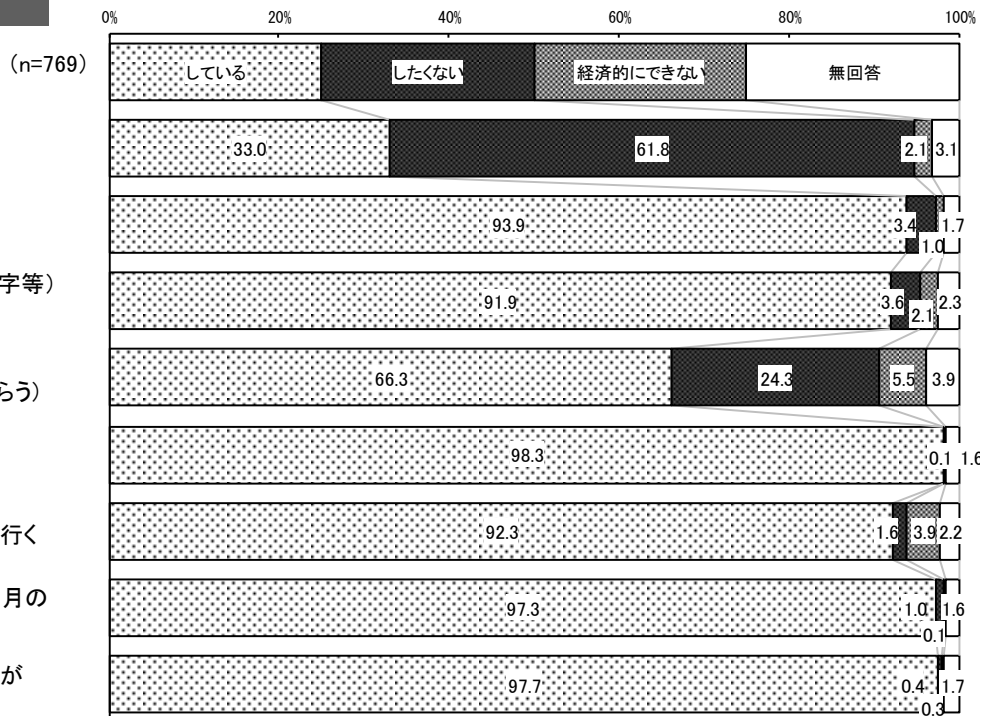 0% 20% 40% 60% 80% 100%
(n=769)
している したくない 経済的にできない 無回答
33.0 61.8 2.1 3.1
93.9 3.4 1.0 1.7
字等）
91.9 3.6 2.1 2.3
らう）
66.3 24.3 5.5 3.9
98.3 0.1 1.6
行く
92.3 1.6 3.9 2.2
月の
97.3 1.0 0.1 1.6
が
97.7 0.4 0.3 1.7